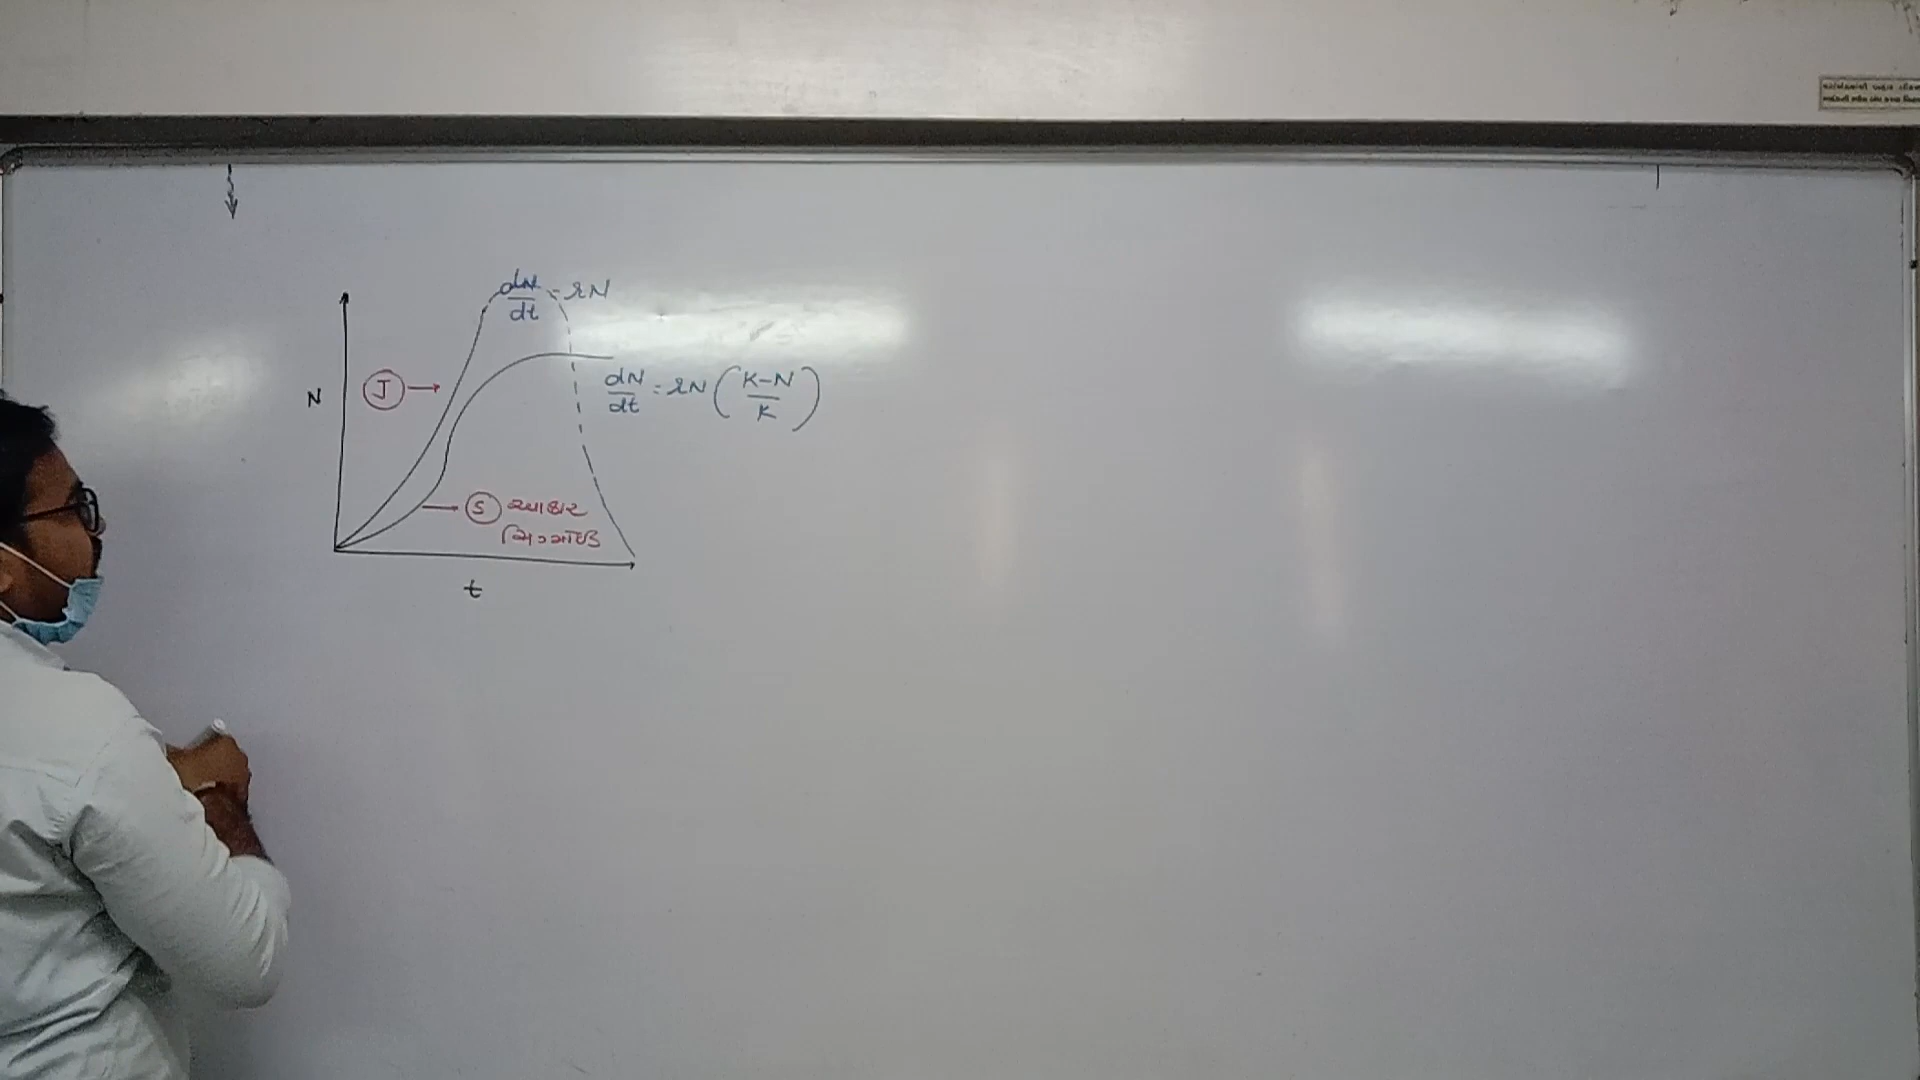 dN/dt = rN
J
N
dN/dt = rN (K-N/K)
S આકાર
સિગ્મોઇડ
t